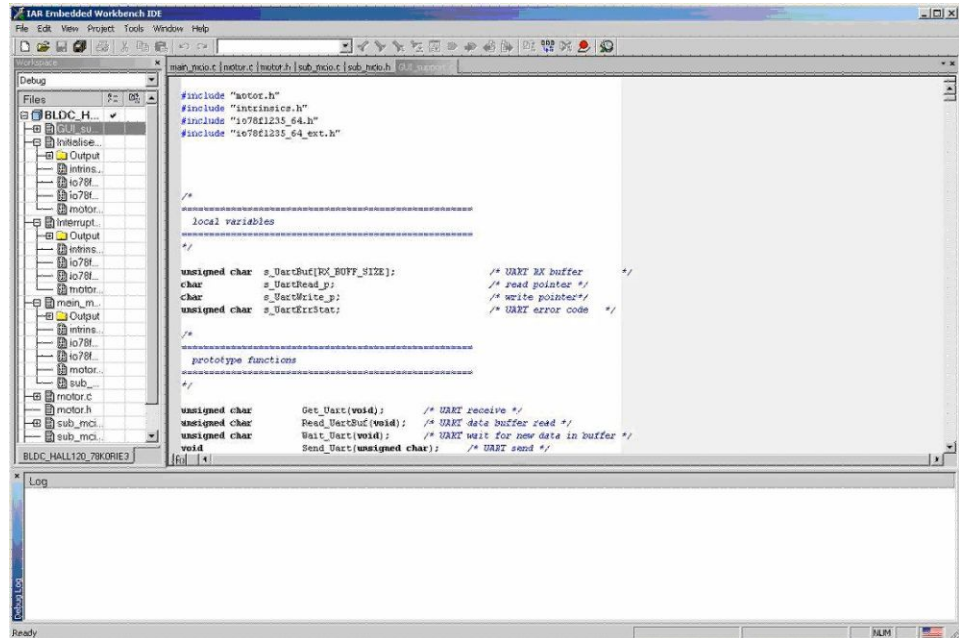 IAR Embedded Workbench IDE
File Edit View Project Tools Window Help
Workspace
Debug
Files
BLDC_H...
GUI_su...
Initialise...
Output
intrins...
io78f...
io78f...
motor...
Interrupt...
Output
intrins...
io78f...
io78f...
motor...
main_m...
Output
intrins...
io78f...
io78f...
motor...
sub_...
motor.c
motor.h
sub_mci...
sub_mci...
BLDC_HALL120_78K0RIE3
main_mcio.c | motor.c | motor.h | sub_mcio.c | sub_mcio.h | GUI_support.c
#include "motor.h"
#include "intrinsics.h"
#include "io78f1235_64.h"
#include "io78f1235_64_ext.h"
/*
local variables
*/
unsigned char s_UartBuf[RX_BUFF_SIZE]; /* UART RX buffer */
char s_UartRead_p; /* read pointer */
char s_UartWrite_p; /* write pointer*/
unsigned char s_UartErrStat; /* UART error code */
/*
prototype functions
*/
unsigned char Get_Uart(void); /* UART receive */
unsigned char Read_UartBuf(void); /* UART data buffer read */
unsigned char Wait_Uart(void); /* UART wait for new data in buffer */
void Send_Uart(unsigned char); /* UART send */
Log
Debug Log
Ready
NUM